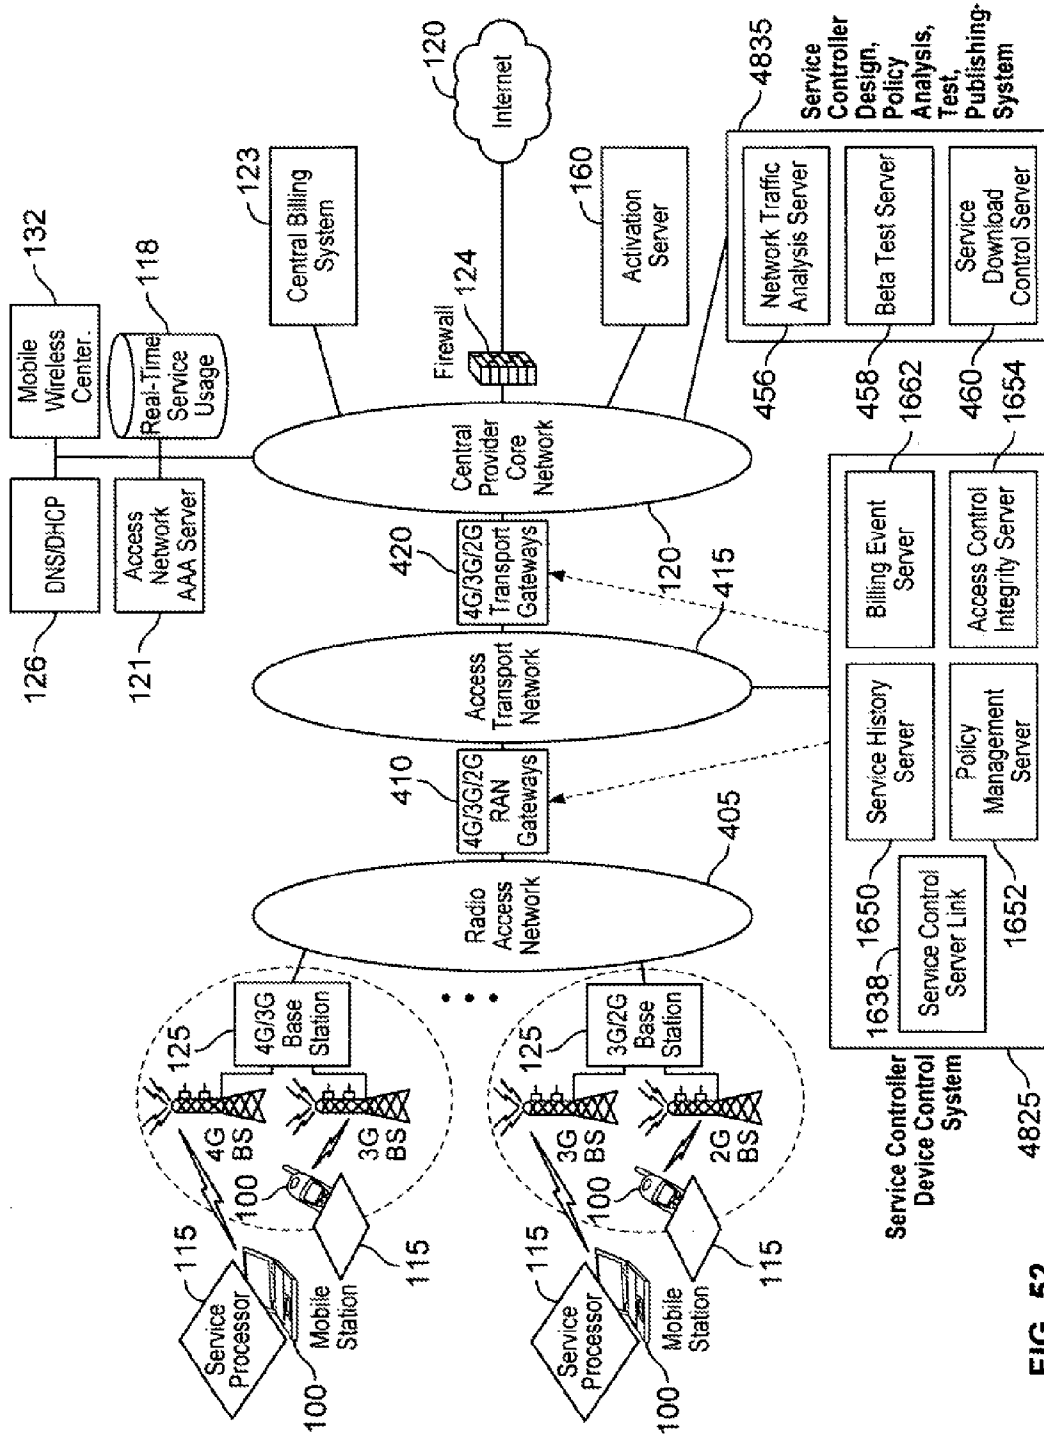 Mobile
Wireless
Center.
132
DNS/DHCP
126
Real-Time
Service
Usage
118
Access
Network
AAA Server
121
Central Billing
System
123
Internet
120
Firewall
124
Activation
Server
160
Central
Provider
Core
Network
120
4G/3G/2G
Transport
Gateways
420
Access
Transport
Network
415
4G/3G/2G
RAN
Gateways
410
Radio
Access
Network
405
4G/3G
Base
Station
125
4G
BS
3G
BS
100
115
Service
Processor
115
Mobile
Station
100
3G/2G
Base
Station
125
3G
BS
2G
BS
100
115
Service
Processor
115
Mobile
Station
100
Service
Controller
Design,
Policy
Analysis,
Test,
Publishing-
System
4835
Network Traffic
Analysis Server
456
Beta Test Server
458
Service
Download
Control Server
460
Billing Event
Server
1662
Access Control
Integrity Server
1654
Service History
Server
1650
Policy
Management
Server
1652
Service Control
Server Link
1638
Service Controller
Device Control
System
4825
FIG. 52